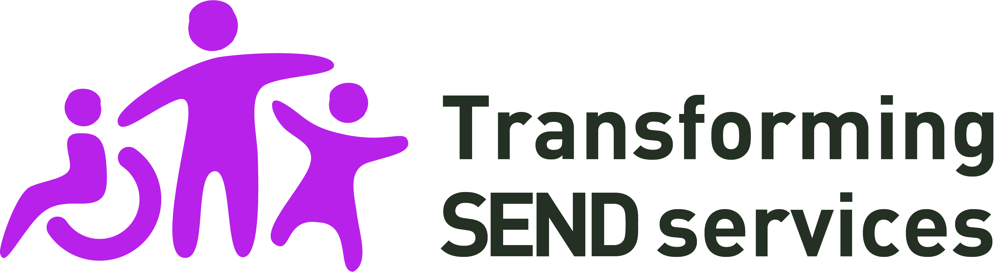 Transforming
SEND services